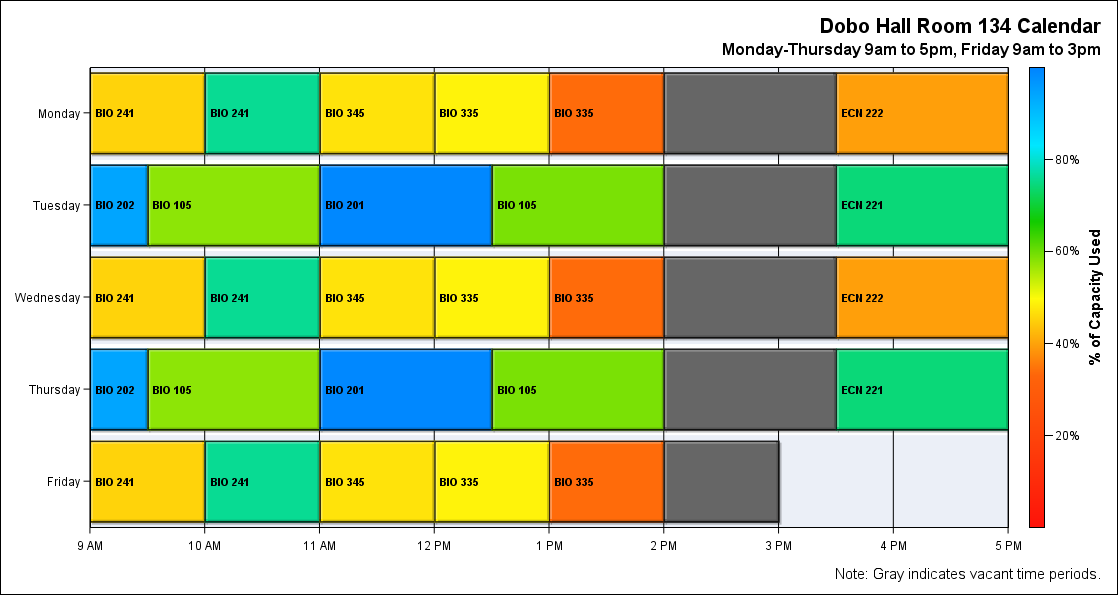 Dobo Hall Room 134 Calendar
Monday-Thursday 9am to 5pm, Friday 9am to 3pm
Monday
BIO 241
BIO 241
BIO 345
BIO 335
BIO 335
ECN 222
Tuesday
BIO 202
BIO 105
BIO 201
BIO 105
ECN 221
Wednesday
BIO 241
BIO 241
BIO 345
BIO 335
BIO 335
ECN 222
Thursday
BIO 202
BIO 105
BIO 201
BIO 105
ECN 221
Friday
BIO 241
BIO 241
BIO 345
BIO 335
BIO 335
9 AM
10 AM
11 AM
12 PM
1 PM
2 PM
3 PM
4 PM
5 PM
80%
60%
40%
20%
% of Capacity Used
Note: Gray indicates vacant time periods.